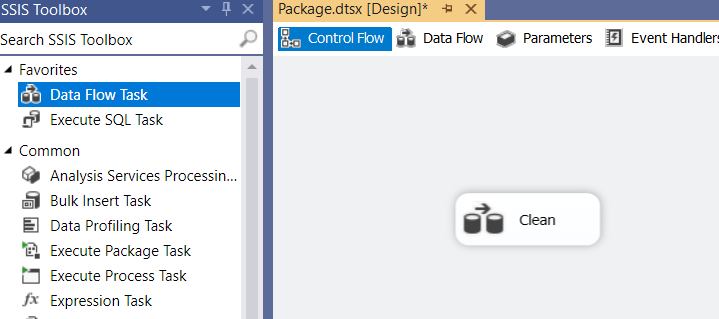 SSIS Toolbox
Search SSIS Toolbox
Favorites
Data Flow Task
Execute SQL Task
Common
Analysis Services Processin...
Bulk Insert Task
Data Profiling Task
Execute Package Task
Execute Process Task
fx Expression Task
Package.dtsx [Design]*
Control Flow Data Flow Parameters Event Handlers
Clean